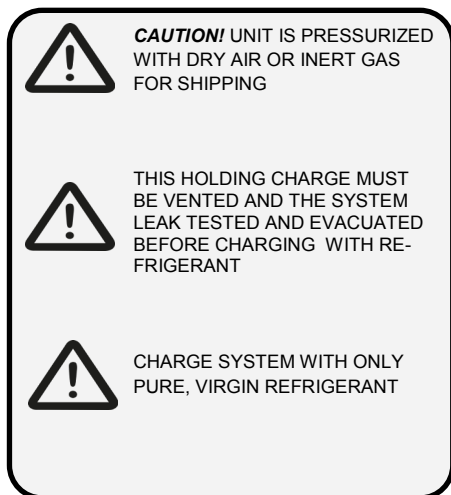 CAUTION! UNIT IS PRESSURIZED
WITH DRY AIR OR INERT GAS
FOR SHIPPING
THIS HOLDING CHARGE MUST
BE VENTED AND THE SYSTEM
LEAK TESTED AND EVACUATED
BEFORE CHARGING WITH RE-
FRIGERANT
CHARGE SYSTEM WITH ONLY
PURE, VIRGIN REFRIGERANT